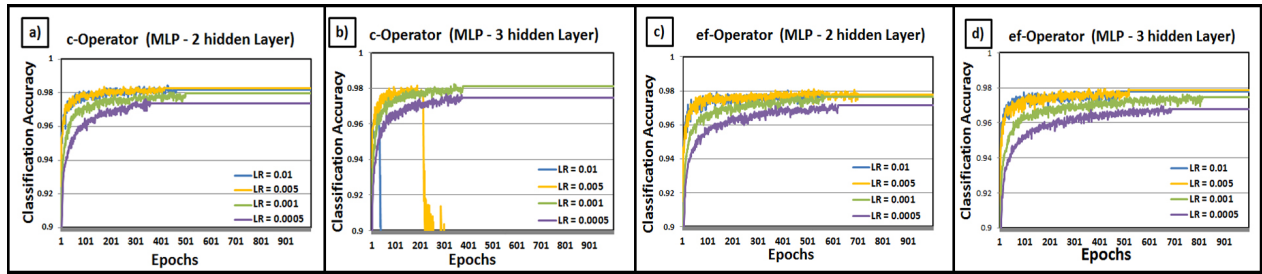 a)
c-Operator (MLP - 2 hidden Layer)
Classification Accuracy
1
0.98
0.96
0.94
0.92
0.9
LR = 0.01
LR = 0.005
LR = 0.001
LR = 0.0005
1 101 201 301 401 501 601 701 801 901
Epochs
b)
c-Operator (MLP - 3 hidden Layer)
Classification Accuracy
1
0.98
0.96
0.94
0.92
0.9
LR = 0.01
LR = 0.005
LR = 0.001
LR = 0.0005
1 101 201 301 401 501 601 701 801 901
Epochs
c)
ef-Operator (MLP - 2 hidden Layer)
Classification Accuracy
1
0.98
0.96
0.94
0.92
0.9
LR = 0.01
LR = 0.005
LR = 0.001
LR = 0.0005
1 101 201 301 401 501 601 701 801 901
Epochs
d)
ef-Operator (MLP - 3 hidden Layer)
Classification Accuracy
1
0.98
0.96
0.94
0.92
0.9
LR = 0.01
LR = 0.005
LR = 0.001
LR = 0.0005
1 101 201 301 401 501 601 701 801 901
Epochs